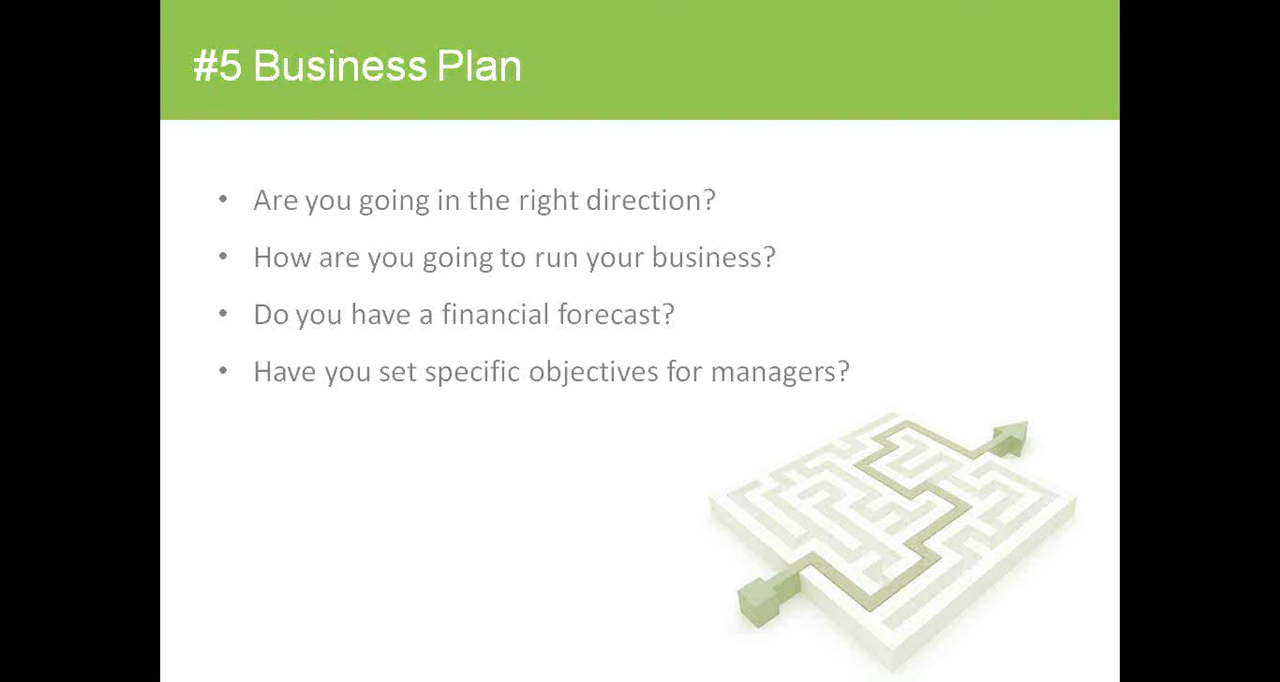 #5 Business Plan
• Are you going in the right direction?
• How are you going to run your business?
• Do you have a financial forecast?
• Have you set specific objectives for managers?